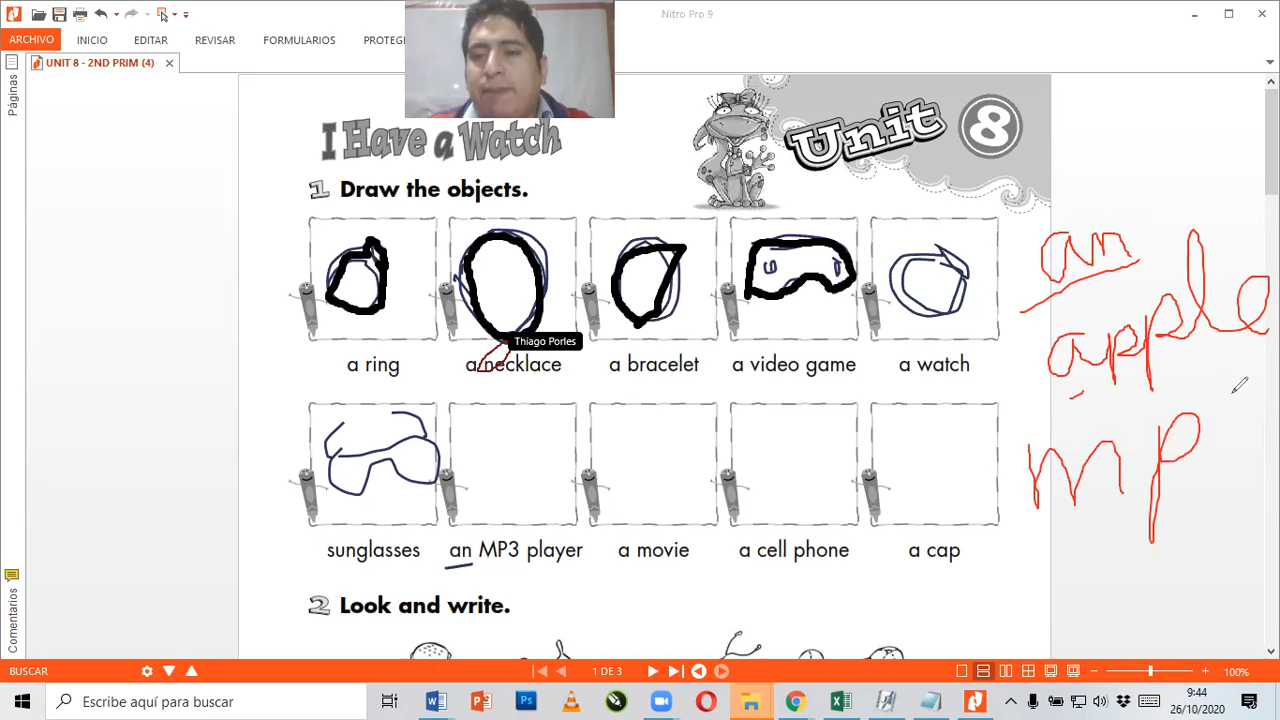 Nitro Pro 9
ARCHIVO INICIO EDITAR REVISAR FORMULARIOS PROTEG
UNIT 8 - 2ND PRIM (4)
Páginas
I Have a Watch
Unit 8
1 Draw the objects.
Thiago Porles
a ring a necklace a bracelet a video game a watch
an
apple
mp
sunglasses an MP3 player a movie a cell phone a cap
2 Look and write.
Comentarios
BUSCAR 1 DE 3 100%
Escribe aquí para buscar
9:44
26/10/2020